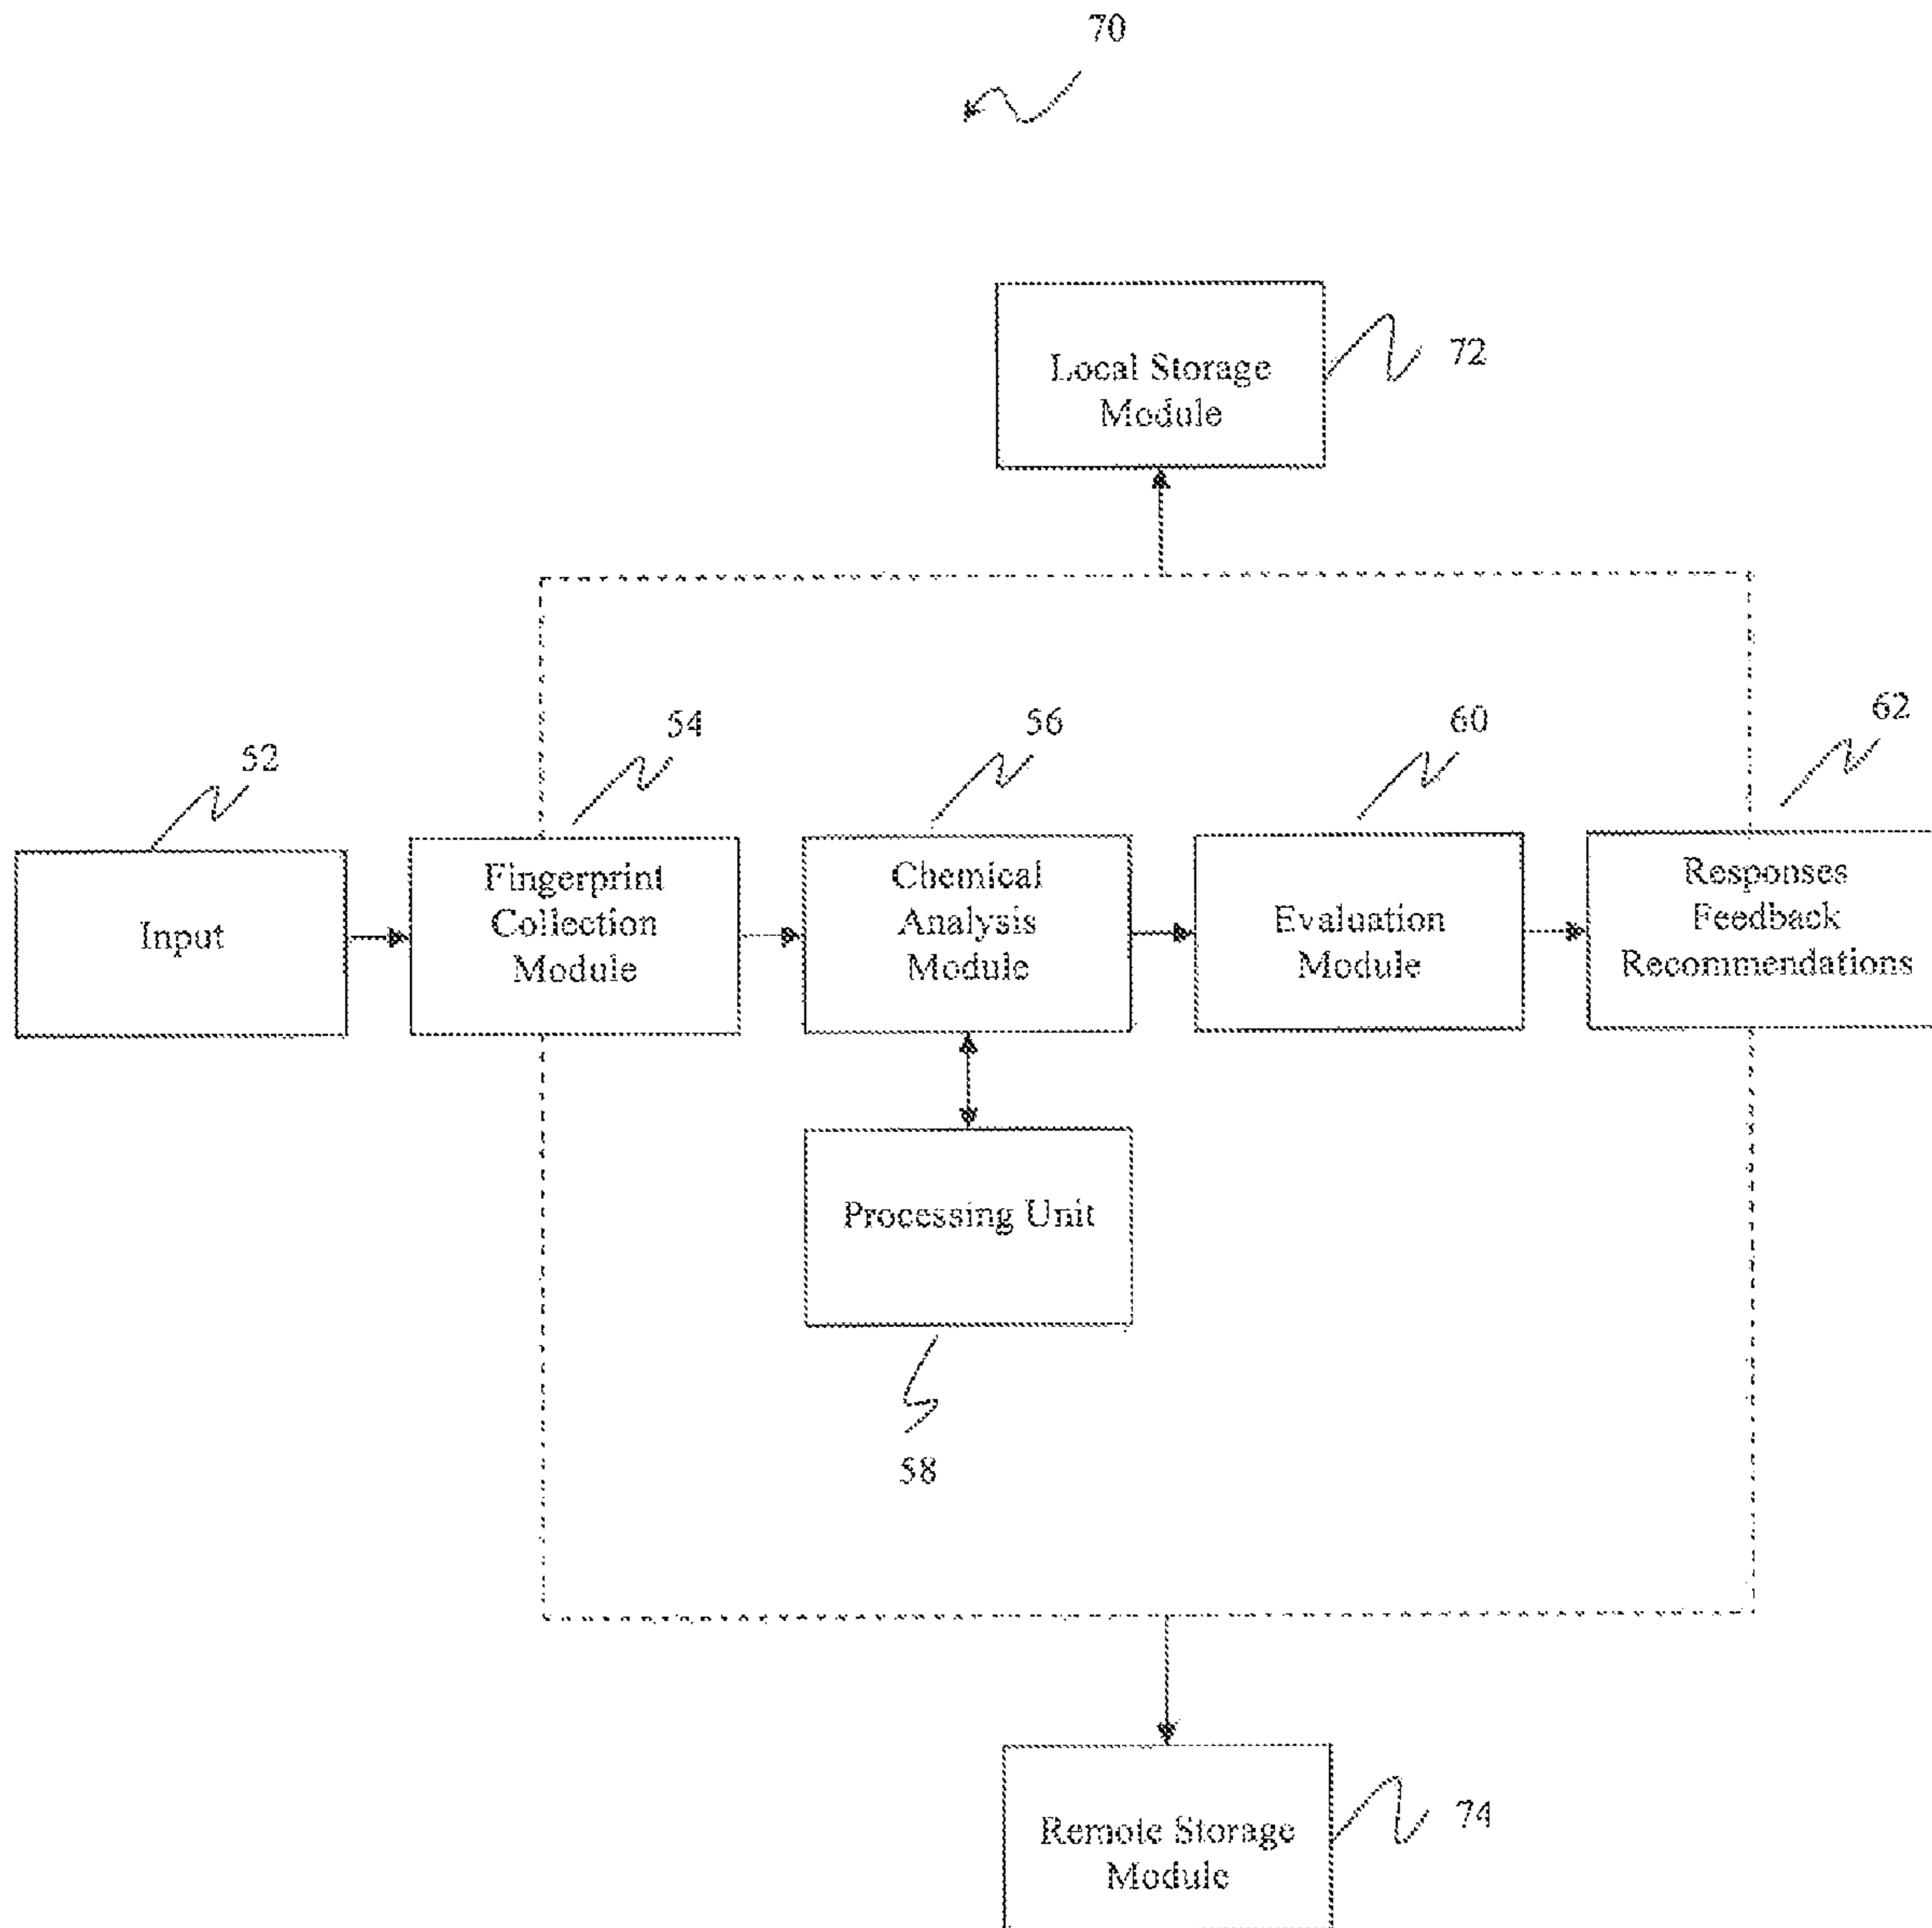 70
Local Storage
Module
72
52
54
56
60
62
Input
Fingerprint
Collection
Module
Chemical
Analysis
Module
Evaluation
Module
Responses
Feedback
Recommendations
Processing Unit
58
Remote Storage
Module
74